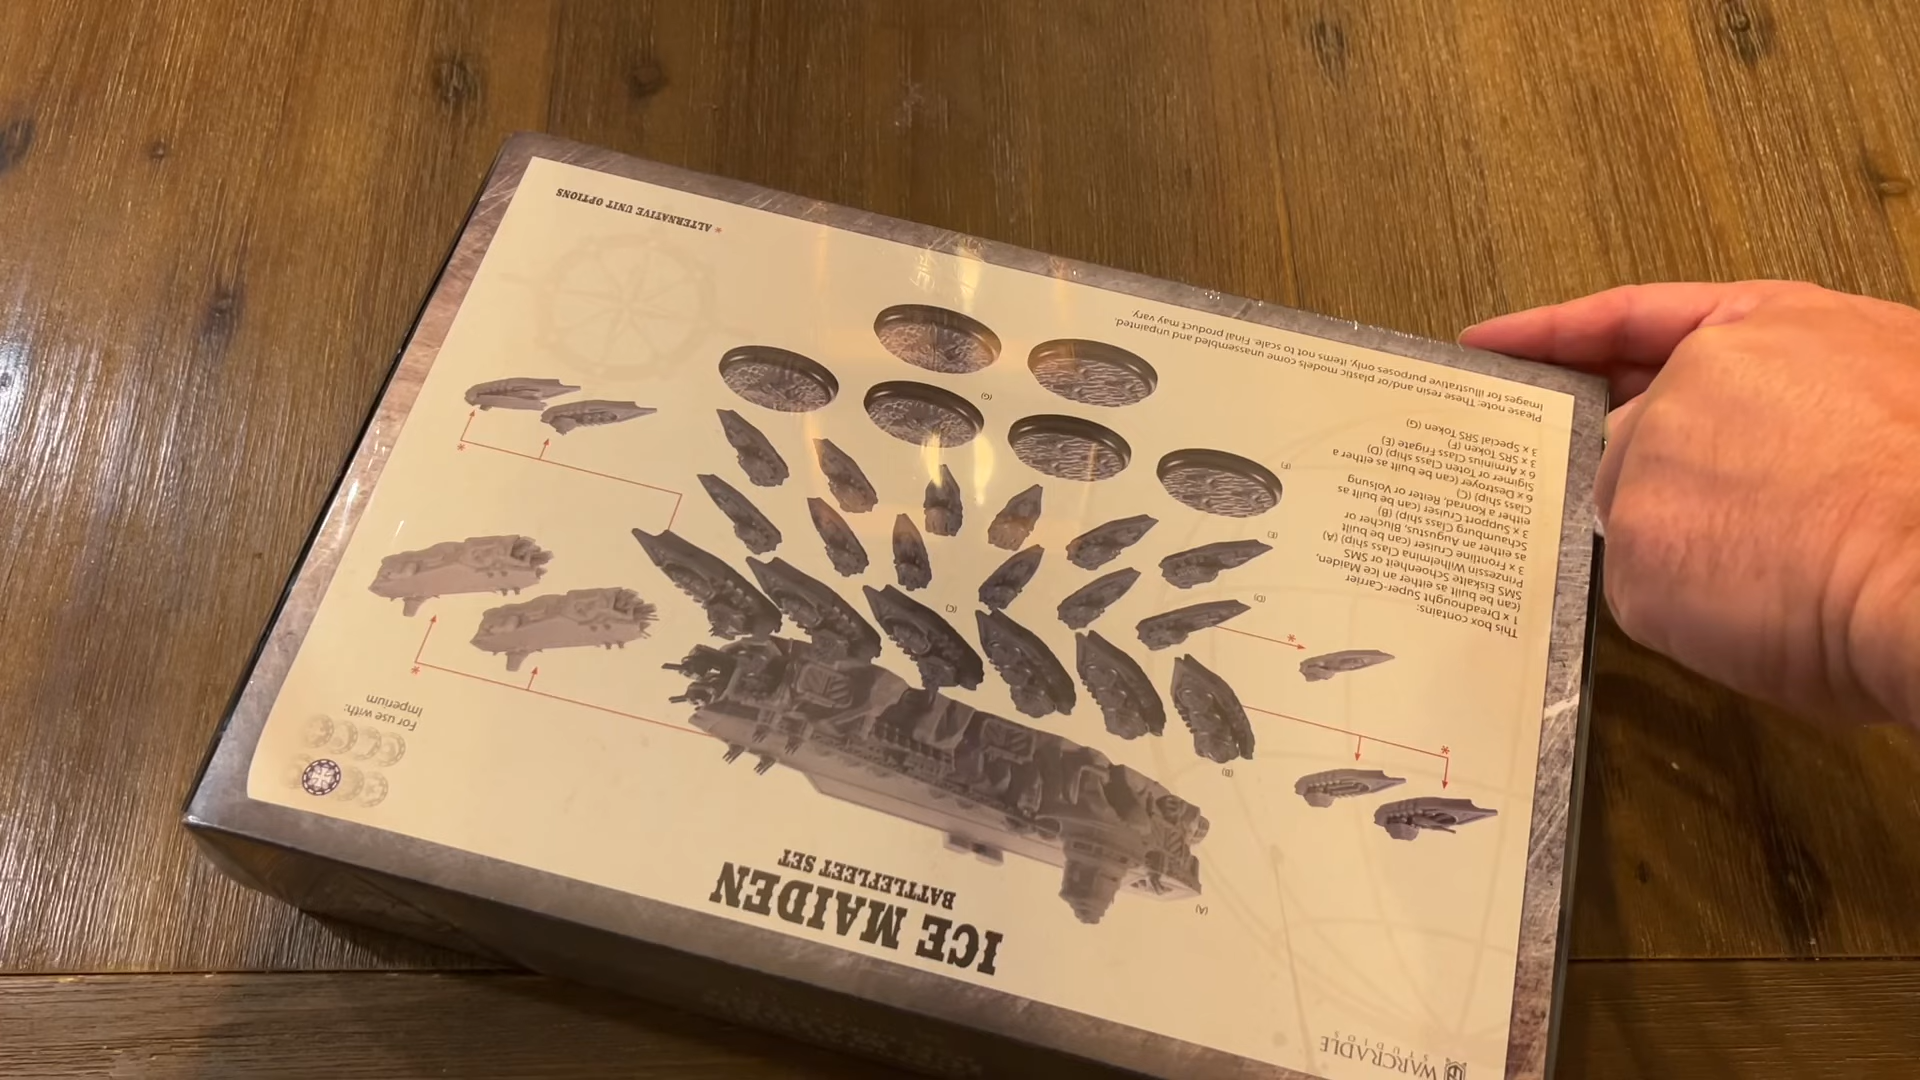 WARCRADLE
STUDIOS
ICE MAIDEN
BATTLEFLEET SET
For use with:
Imperium
(A)
(B)
(C)
(D)
(E)
(F)
(G)
This box contains:
1 x Dreadnought Super-Carrier
(can be built as either an Ice Maiden,
SMS Eiskalte Schoenheit or SMS
Prinzessin Wilhelmina Class ship) (A)
3 x Frontline Cruiser (can be built
as either an Augustus, Blucher or
Schaumburg Class ship) (B)
3 x Support Cruiser (can be built as
either a Konrad, Reiter or Volsung
Class ship) (C)
6 x Destroyer (can be built as either a
Sigimer or Toten Class ship) (D)
6 x Arminius Class Frigate (E)
3 x SRS Token (F)
3 x Special SRS Token (G)
Please note: These resin and/or plastic models come unassembled and unpainted.
Images for illustrative purposes only, items not to scale. Final product may vary.
* ALTERNATIVE UNIT OPTIONS